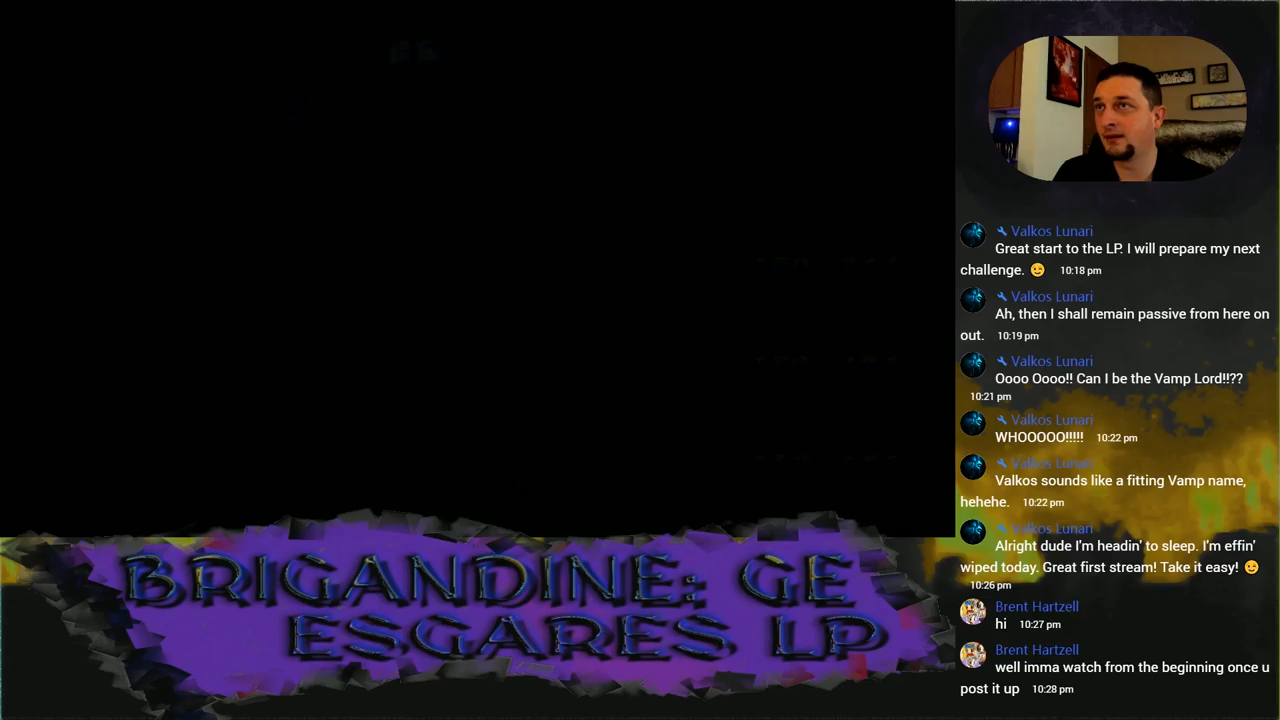 Valkos Lunari
Great start to the LP. I will prepare my next
challenge. 😉 10:18 pm
Valkos Lunari
Ah, then I shall remain passive from here on
out. 10:19 pm
Valkos Lunari
Oooo Oooo!! Can I be the Vamp Lord!!??
10:21 pm
Valkos Lunari
WHOOOOO!!!!! 10:22 pm
Valkos Lunari
Valkos sounds like a fitting Vamp name,
hehehe. 10:22 pm
Valkos Lunari
Alright dude I'm headin' to sleep. I'm effin'
wiped today. Great first stream! Take it easy! 😉
10:26 pm
Brent Hartzell
hi 10:27 pm
Brent Hartzell
well imma watch from the beginning once u
post it up 10:28 pm
BRIGANDINE: GE
ESGARES LP